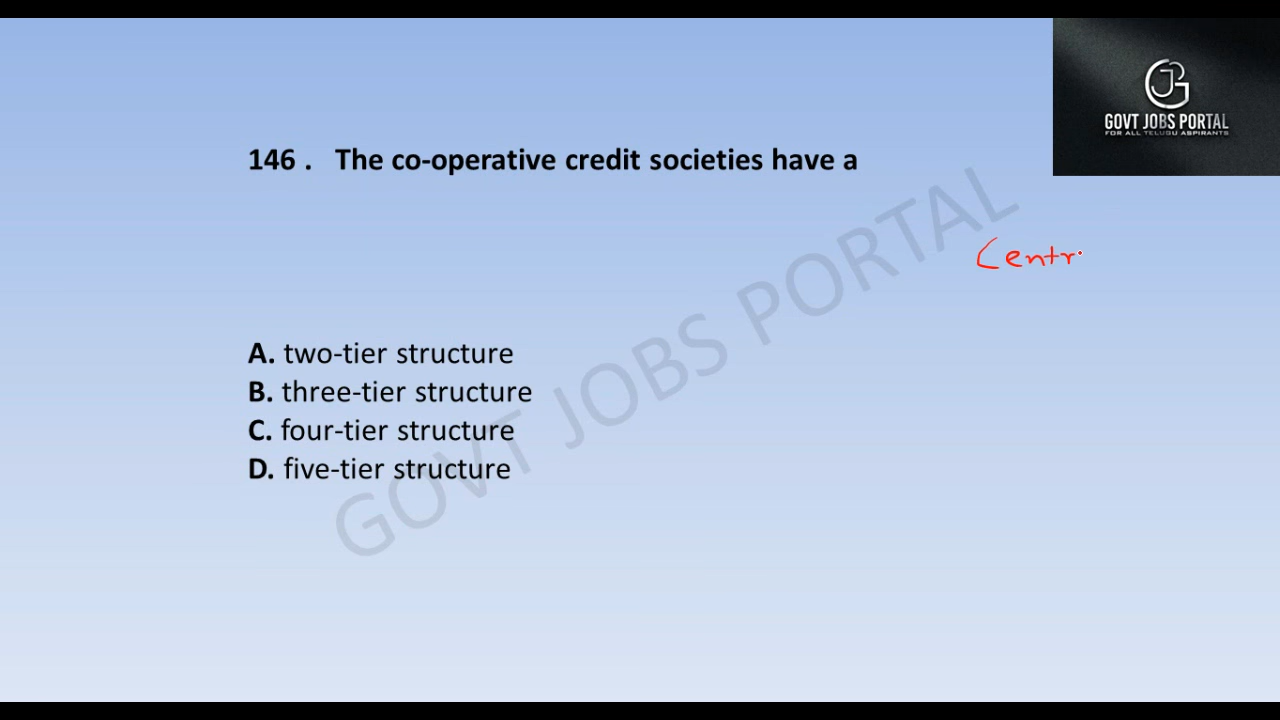 GOVT JOBS PORTAL
FOR ALL TELUGU ASPIRANTS
146 . The co-operative credit societies have a
Centr
A. two-tier structure
B. three-tier structure
C. four-tier structure
D. five-tier structure
GOVT JOBS PORTAL